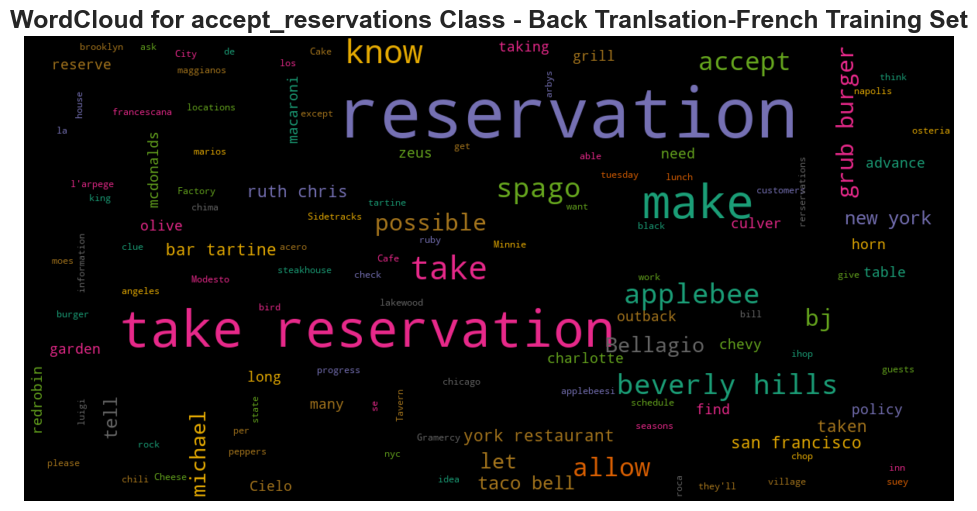 WordCloud for accept_reservations Class - Back Tranlsation-French Training Set
brooklyn
ask
City
de
los
Cake
know
taking
grill
accept
reserve
maggianos
macaroni
arbys
grub burger
think
napolis
house
francescana
locations
except
reservation
osteria
la
mcdonalds
marios
zeus
get
able
need
advance
l'arpege
king
Factory
chima
ruth chris
Sidetracks
tartine
spago
want
tuesday
lunch
make
customers
rerservations
new york
olive
possible
black
culver
clue
bar tartine
acero
ruby
Minnie
horn
moes
information
Modesto
steakhouse
check
Cafe
take
work
give
table
angeles
bird
lakewood
applebee
burger
take reservation
outback
bill
bj
garden
Bellagio
chevy
charlotte
ihop
redrobin
long
progress
chicago
applebeesi
beverly hills
guests
luigi
tell
michael
state
many
se
Tavern
schedule
find
policy
rock
per
peppers
Gramercy
york restaurant
seasons
taken
san francisco
please
nyc
let
allow
chop
chili
Cheese
Cielo
idea
taco bell
roca
they'll
village
inn
suey